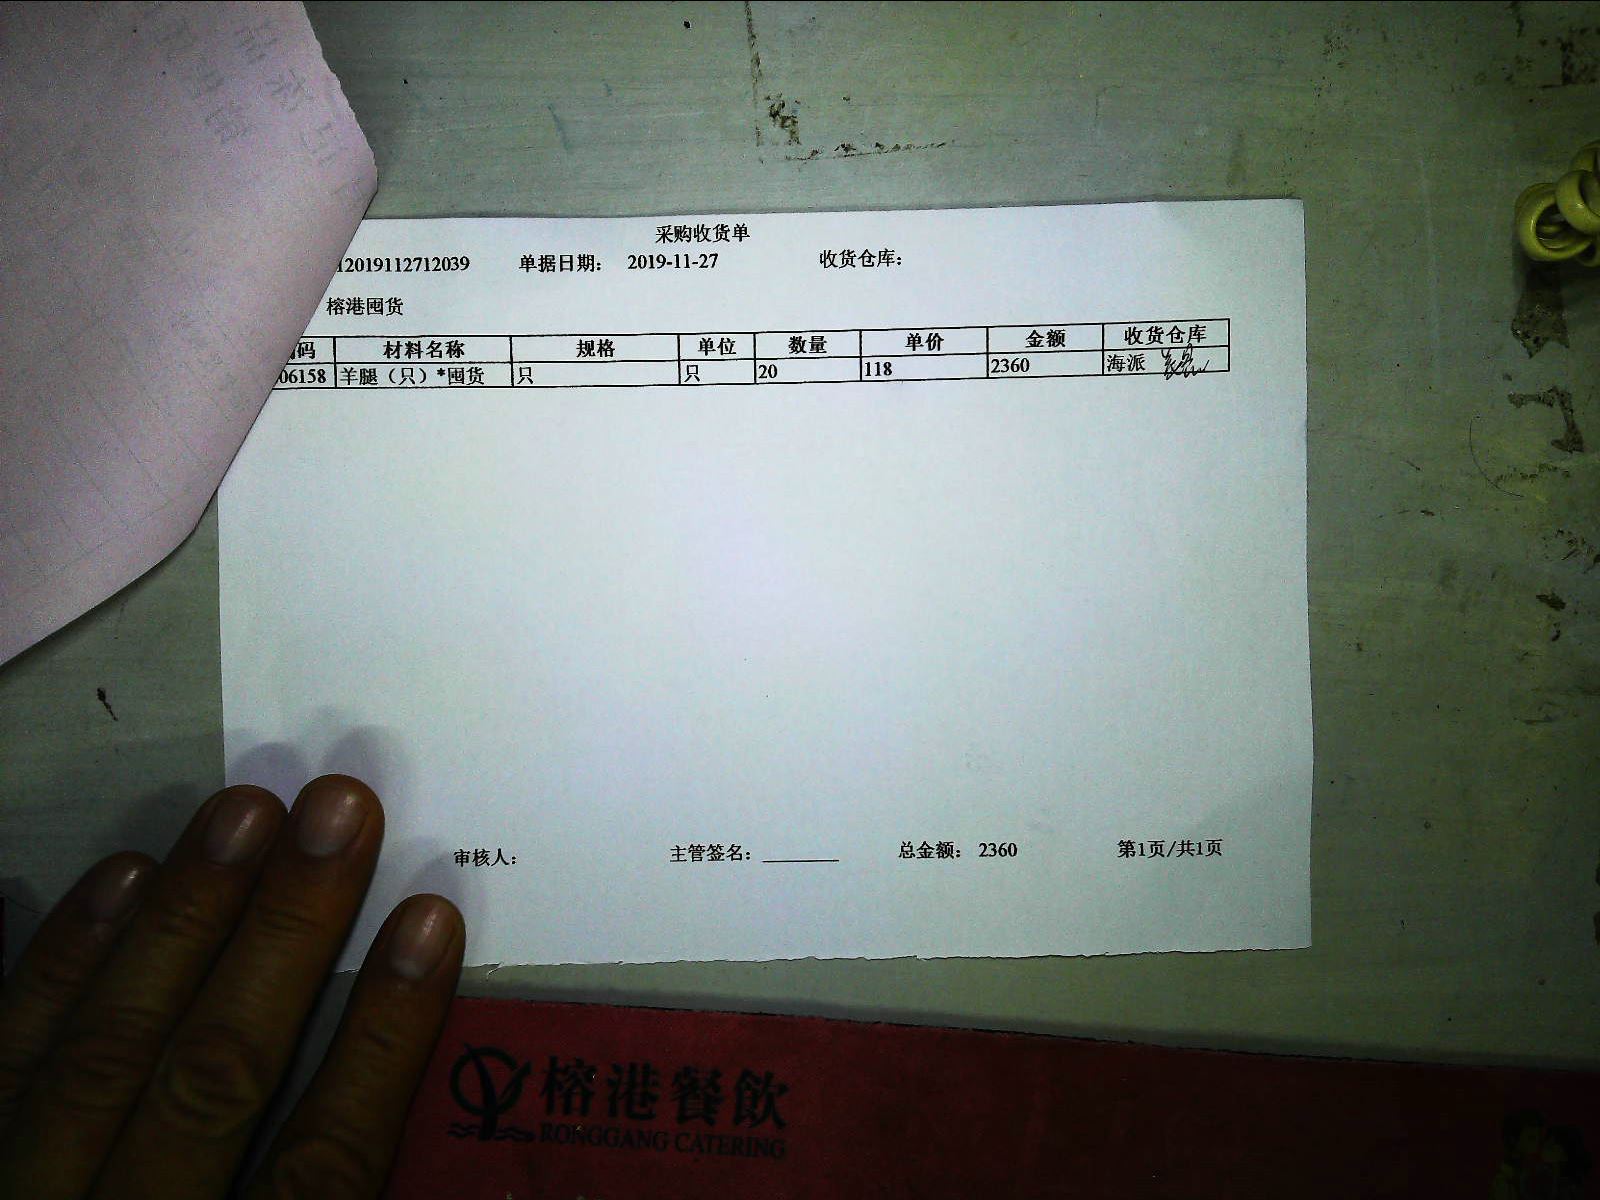 采购收货单
12019112712039 单据日期： 2019-11-27 收货仓库：
榕港囤货
码 材料名称 规格 单位 数量 单价 金额 收货仓库
06158 羊腿（只）*囤货 只 只 20 118 2360 海派
审核人： 主管签名： 总金额： 2360 第1页/共1页
榕港餐飲
RONGGANG CATERING